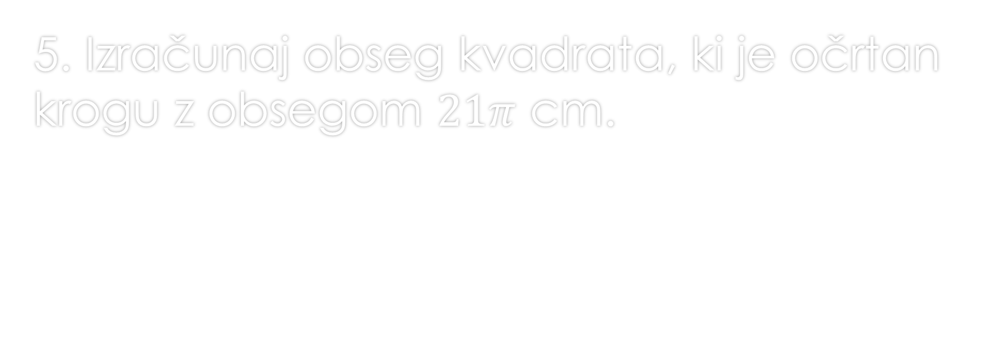 5. Izračunaj obseg kvadrata, ki je očrtan
krogu z obsegom 21π cm.